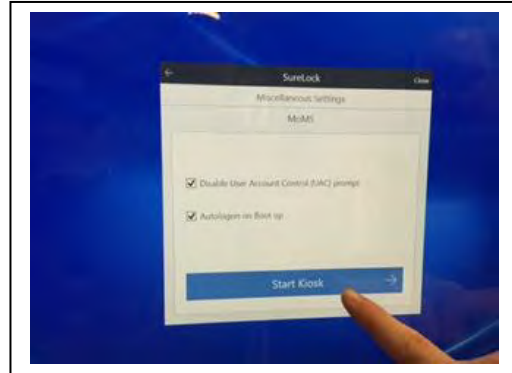 SureLock
Close
Miscellaneous Settings
MoMS
Disable User Account Control (UAC) prompt
Autologon on Boot up
Start Kiosk